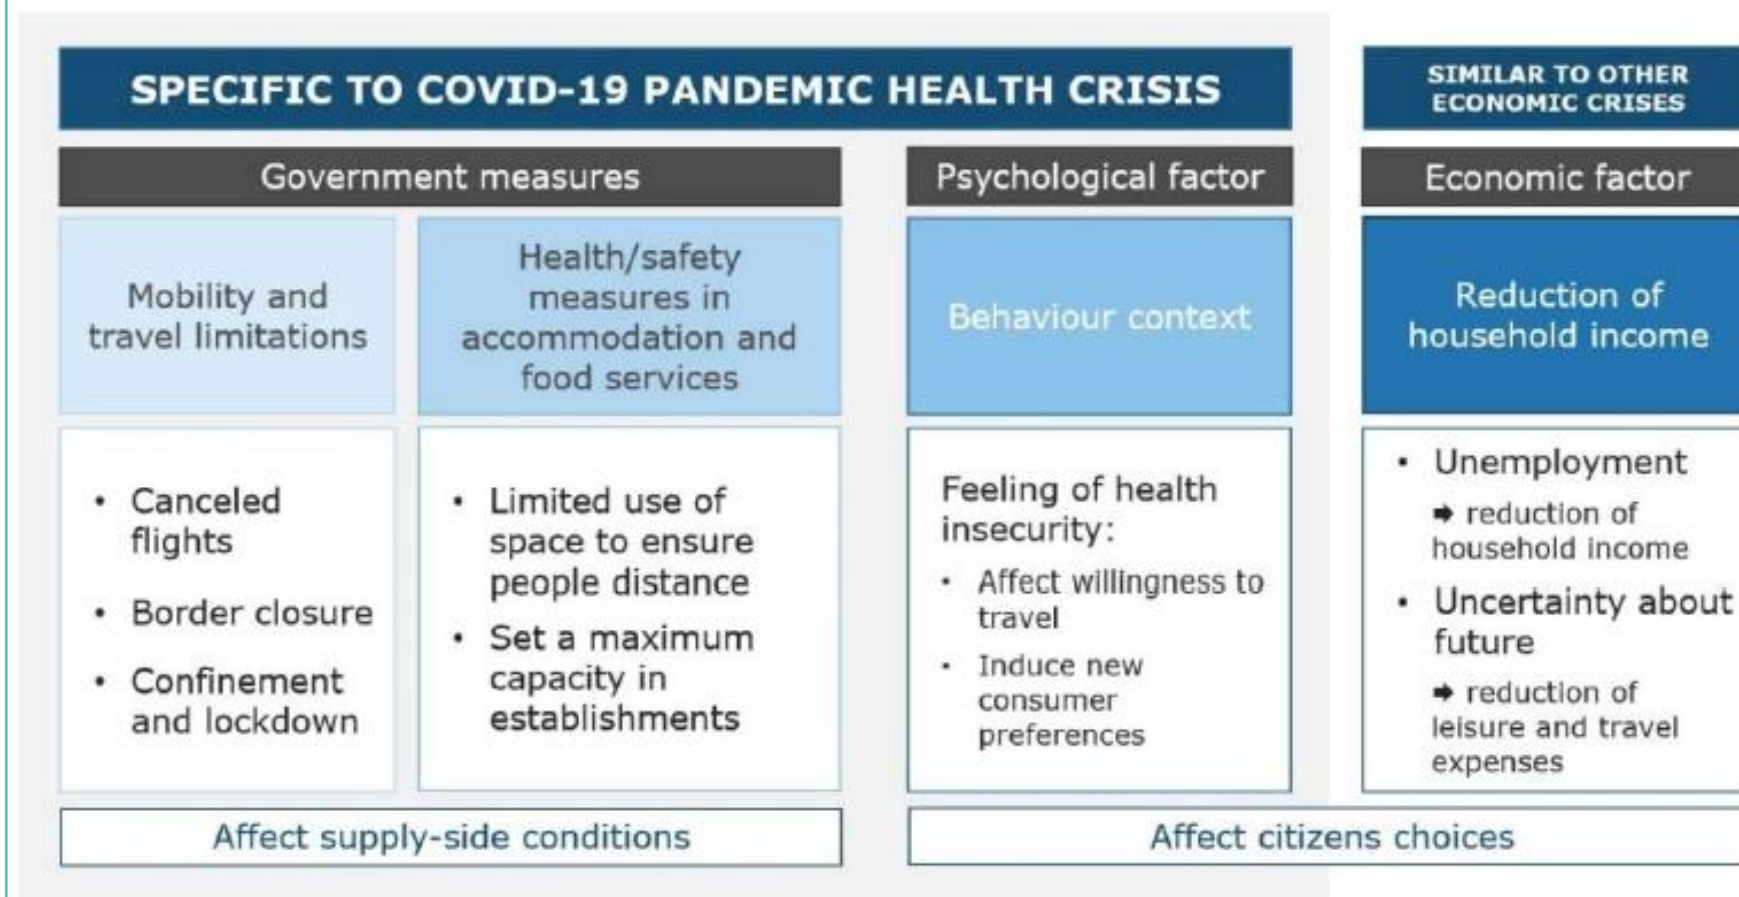 SPECIFIC TO COVID-19 PANDEMIC HEALTH CRISIS
SIMILAR TO OTHER
ECONOMIC CRISES
Government measures
Psychological factor
Economic factor
Mobility and
travel limitations
Health/safety
measures in
accommodation and
food services
Behaviour context
Reduction of
household income
• Canceled
flights
• Border closure
• Confinement
and lockdown
• Limited use of
space to ensure
people distance
• Set a maximum
capacity in
establishments
Feeling of health
insecurity:
• Affect willingness to
travel
• Induce new
consumer
preferences
• Unemployment
➡ reduction of
household income
• Uncertainty about
future
➡ reduction of
leisure and travel
expenses
Affect supply-side conditions
Affect citizens choices